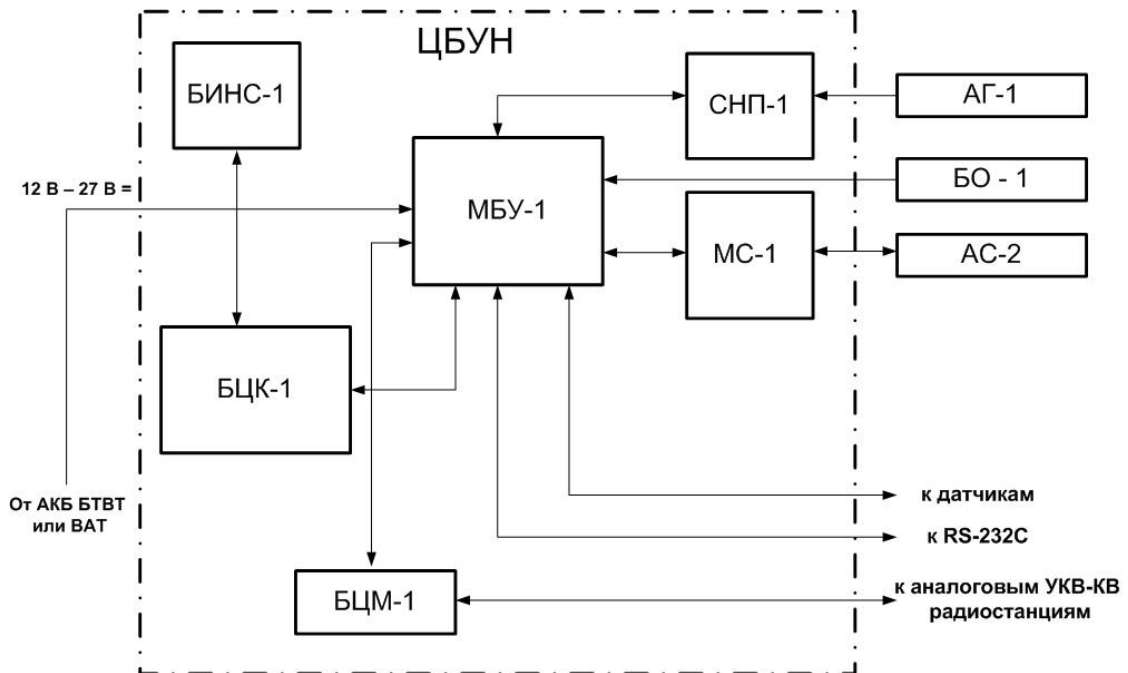 ЦБУН
БИНС-1
СНП-1
АГ-1
12 В – 27 В =
МБУ-1
БО - 1
МС-1
АС-2
БЦК-1
От АКБ БТВТ
или ВАТ
к датчикам
к RS-232C
БЦМ-1
к аналоговым УКВ-КВ
радиостанциям